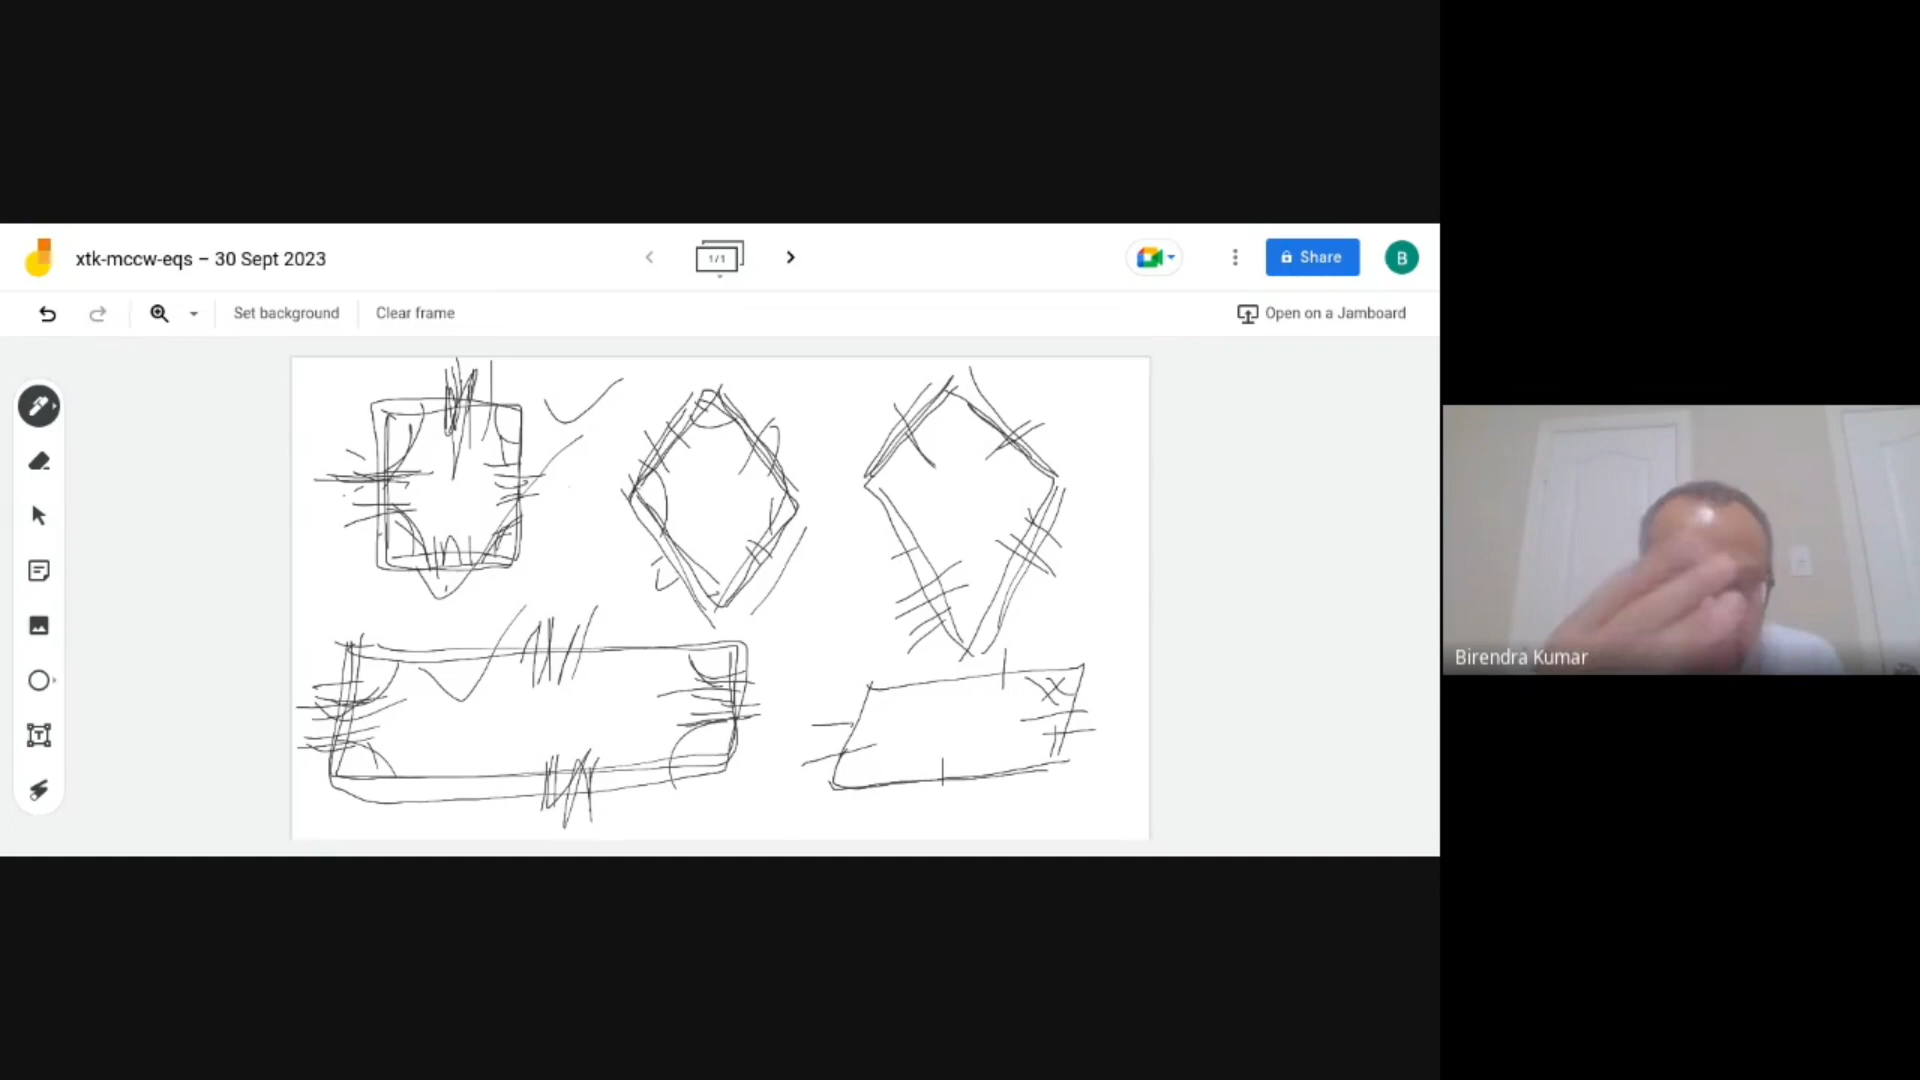 xtk-mccw-eqs – 30 Sept 2023
1/1
Share
B
Set background
Clear frame
Open on a Jamboard
Birendra Kumar